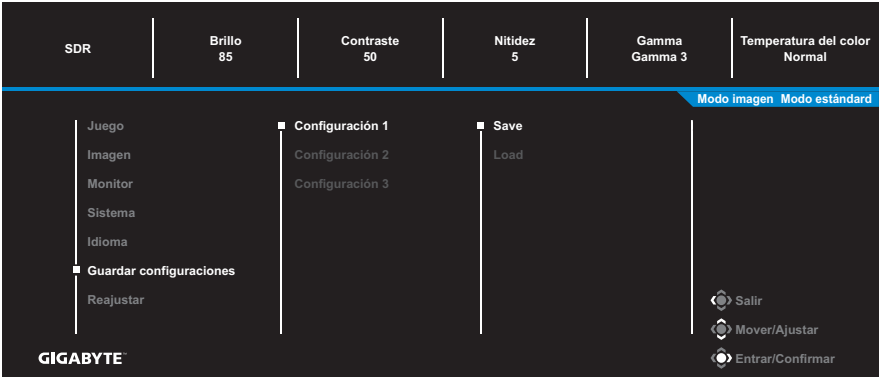 SDR
Brillo
85
Contraste
50
Nitidez
5
Gamma
Gamma 3
Temperatura del color
Normal
Modo imagen Modo estándard
Juego
Imagen
Monitor
Sistema
Idioma
Guardar configuraciones
Reajustar
Configuración 1
Configuración 2
Configuración 3
Save
Load
Salir
Mover/Ajustar
Entrar/Confirmar
GIGABYTE™